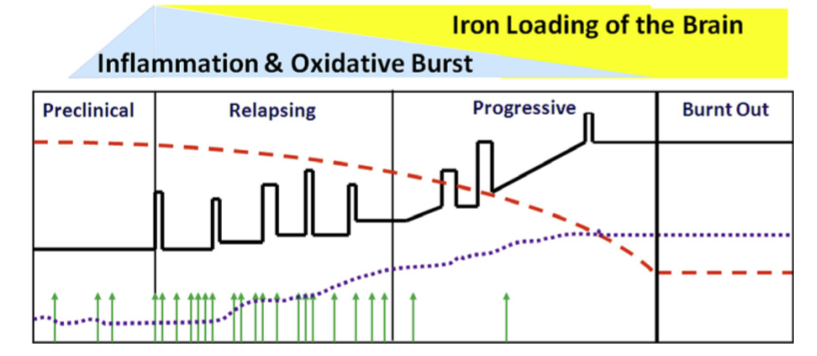 Iron Loading of the Brain
Inflammation & Oxidative Burst
Preclinical
Relapsing
Progressive
Burnt Out